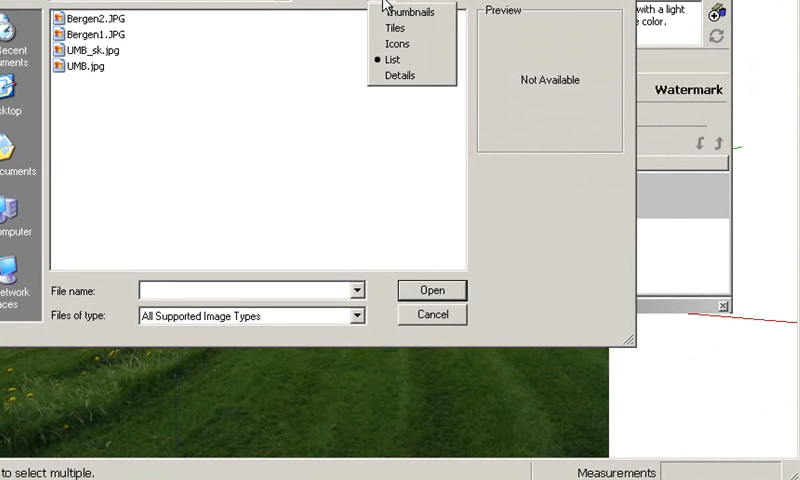 Bergen2.JPG
Bergen1.JPG
UMB_sk.jpg
UMB.jpg
Thumbnails
Tiles
Icons
List
Details
Preview
Not Available
with a light
e color.
Watermark
ecent
uments
sktop
cuments
omputer
etwork
aces
File name:
Open
Files of type:
All Supported Image Types
Cancel
to select multiple.
Measurements